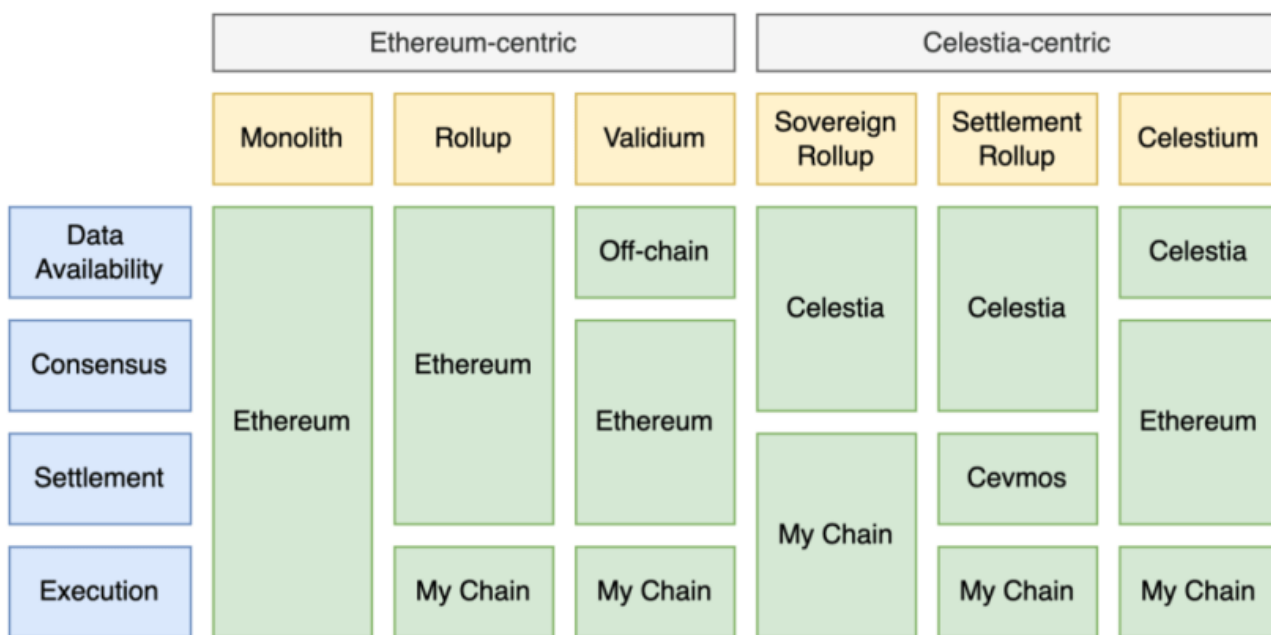 Ethereum-centric
Celestia-centric
Monolith
Rollup
Validium
Sovereign
Rollup
Settlement
Rollup
Celestium
Data
Availability
Off-chain
Celestia
Celestia
Celestia
Consensus
Ethereum
Ethereum
Ethereum
Ethereum
Settlement
Cevmos
My Chain
Execution
My Chain
My Chain
My Chain
My Chain